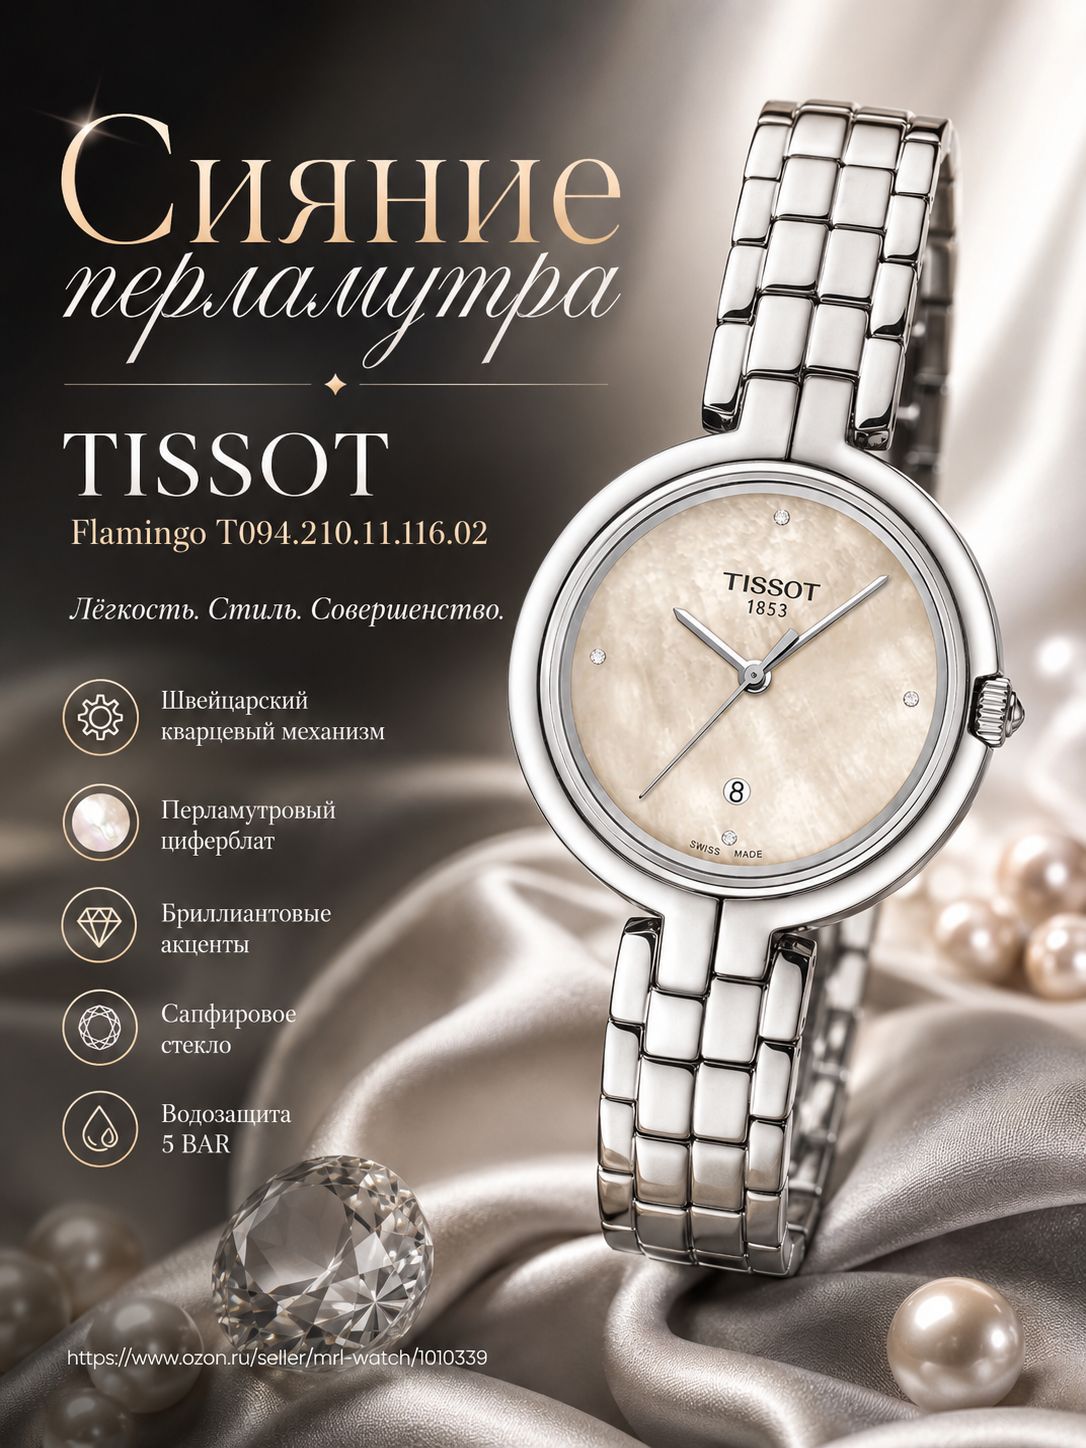 Сияние
перламутра
TISSOT
Flamingo T094.210.11.116.02
Лёгкость. Стиль. Совершенство.
Швейцарский
кварцевый механизм
Перламутровый
циферблат
Бриллиантовые
акценты
Сапфировое
стекло
Водозащита
5 BAR
https://www.ozon.ru/seller/mrl-watch/1010339
TISSOT
1853
8
SWISS MADE